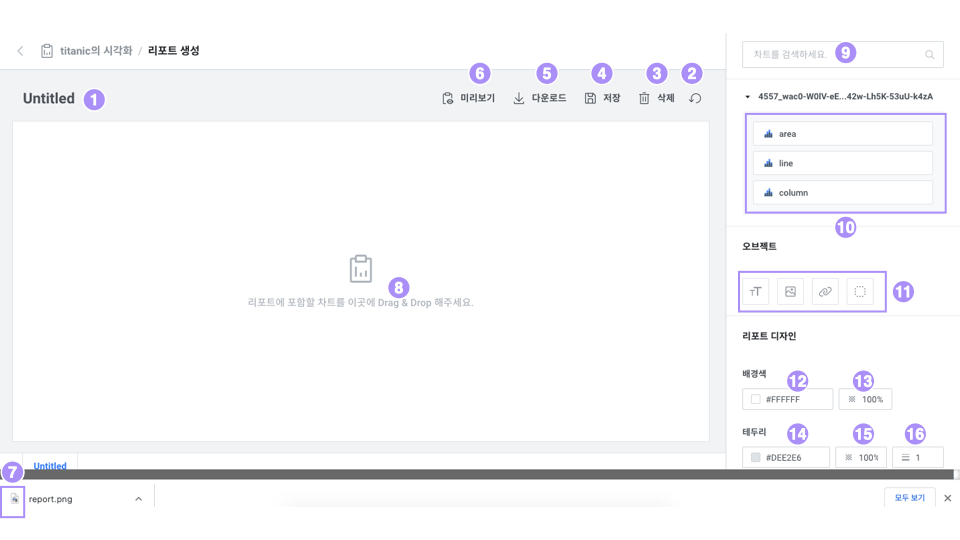 titanic의 시각화 / 리포트 생성
차트를 검색하세요. 9
6 5 4 3 2
Untitled 1
미리보기 다운로드 저장 삭제
4557_wac0-W0IV-eE...42w-Lh5K-53uU-k4zA
area
line
column
10
오브젝트
8
리포트에 포함할 차트를 이곳에 Drag & Drop 해주세요.
TT
11
리포트 디자인
배경색 12 13
#FFFFFF 100%
테두리 14 15 16
#DEE2E6 100% 1
Untitled
7
report.png
모두 보기